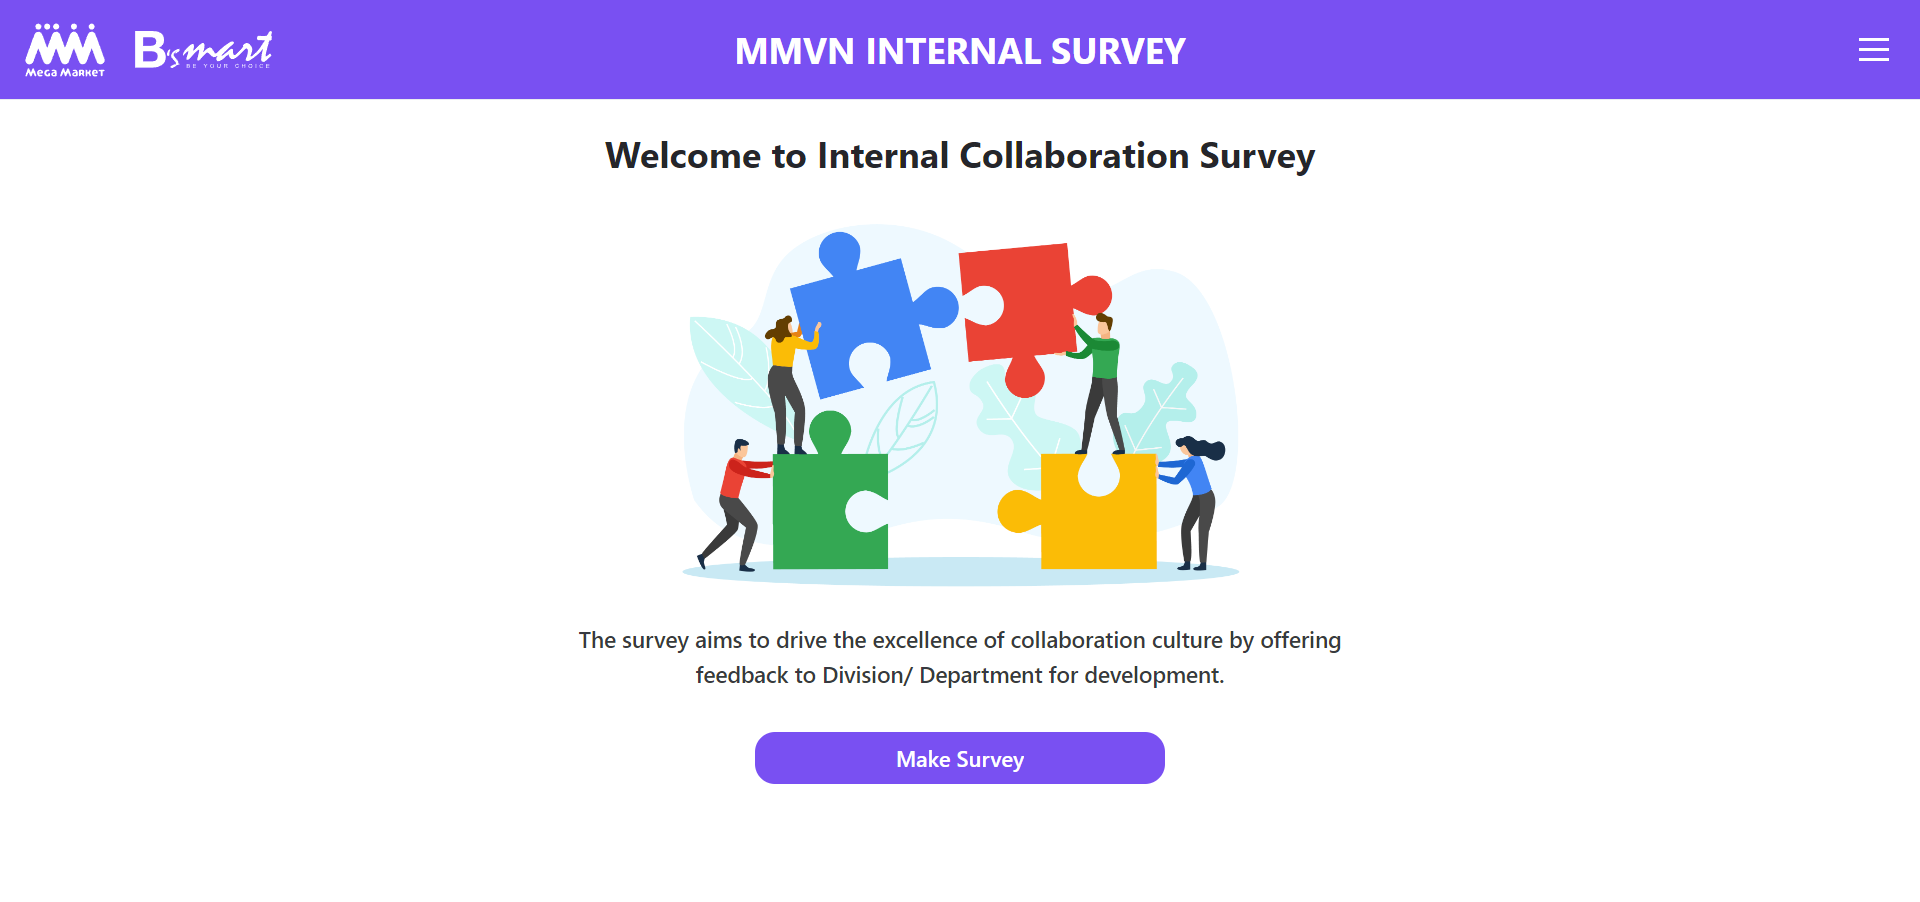 MEGA MARKET
B's mart
BE YOUR CHOICE
MMVN INTERNAL SURVEY
Welcome to Internal Collaboration Survey
The survey aims to drive the excellence of collaboration culture by offering
feedback to Division/ Department for development.
Make Survey